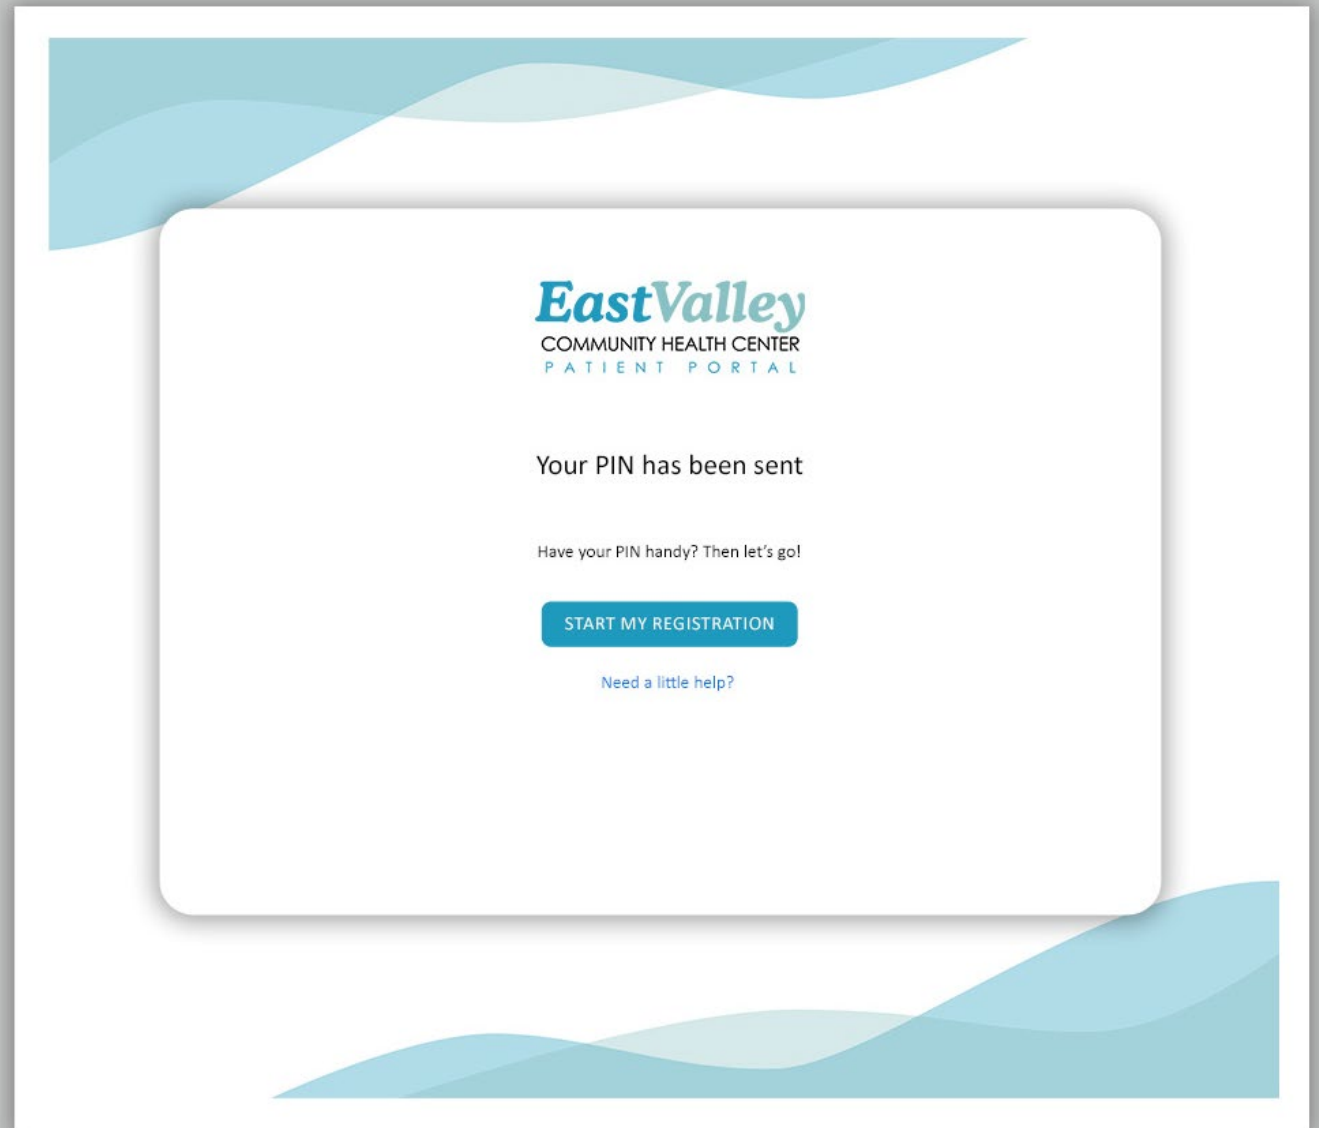 EastValley
COMMUNITY HEALTH CENTER
PATIENT PORTAL
Your PIN has been sent
Have your PIN handy? Then let’s go!
START MY REGISTRATION
Need a little help?